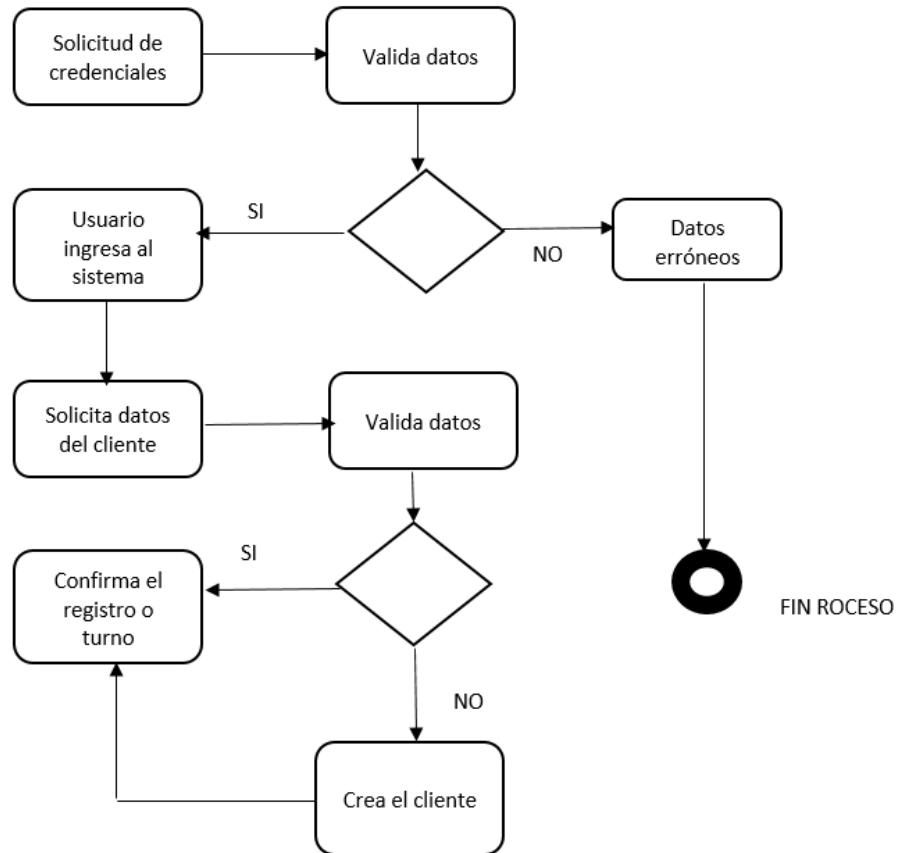 Solicitud de
credenciales
Valida datos
SI
Usuario
ingresa al
sistema
NO
Datos
erróneos
Solicita datos
del cliente
Valida datos
SI
Confirma el
registro o
turno
FIN ROCESO
NO
Crea el cliente